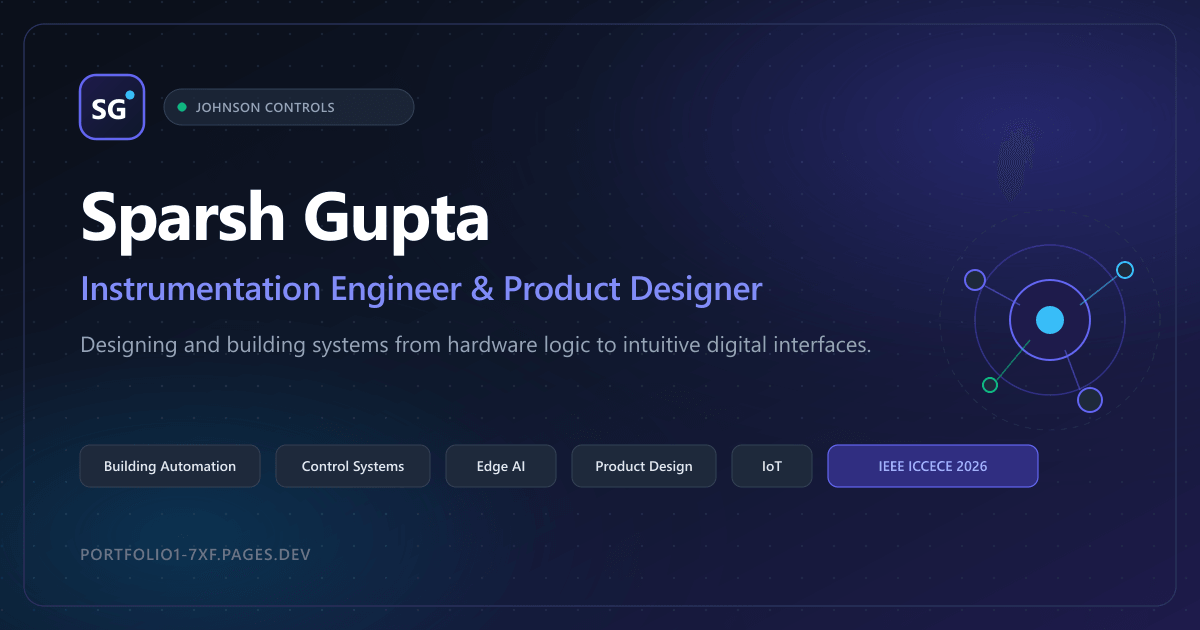 SG
JOHNSON CONTROLS
Sparsh Gupta
Instrumentation Engineer & Product Designer
Designing and building systems from hardware logic to intuitive digital interfaces.
Building Automation
Control Systems
Edge AI
Product Design
IoT
IEEE ICCECE 2026
PORTFOLIO1-7XF.PAGES.DEV